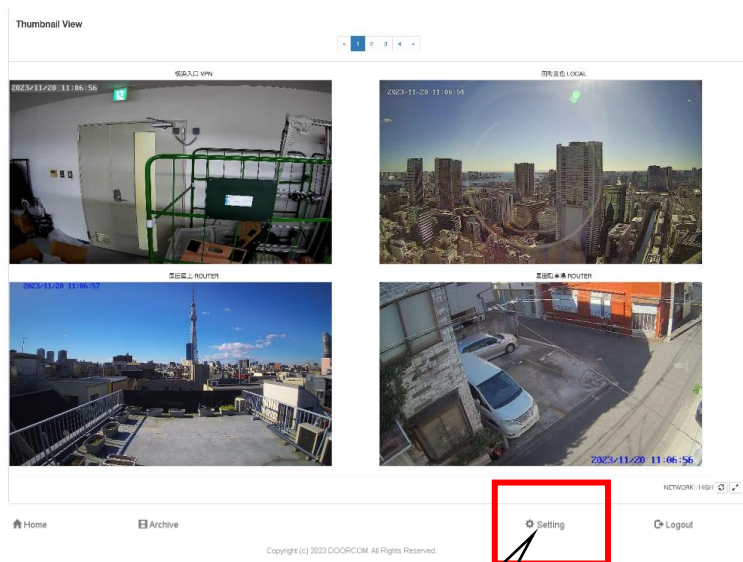 Thumbnail View
« 1 2 3 4 »
横浜入口 VPN
田町景色 LOCAL
2023/11/20 11:06:56
2023-11-20 11:06:54
墨田屋上 ROUTER
墨田駐車場 ROUTER
2023/11/20 11:06:57
2023/11/20 11:06:56
NETWORK : HIGH
Home
Archive
Setting
Logout
Copyright (c) 2023 DOORCOM. All Rights Reserved.